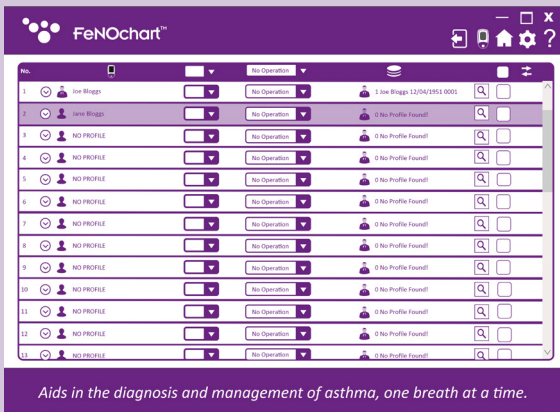 FeNOchart™
?
No. No Operation
1 Joe Bloggs No Operation 1 Joe Bloggs 12/04/1951 0001
2 Jane Bloggs No Operation 0 No Profile Found!
3 NO PROFILE No Operation 0 No Profile Found!
4 NO PROFILE No Operation 0 No Profile Found!
5 NO PROFILE No Operation 0 No Profile Found!
6 NO PROFILE No Operation 0 No Profile Found!
7 NO PROFILE No Operation 0 No Profile Found!
8 NO PROFILE No Operation 0 No Profile Found!
9 NO PROFILE No Operation 0 No Profile Found!
10 NO PROFILE No Operation 0 No Profile Found!
11 NO PROFILE No Operation 0 No Profile Found!
12 NO PROFILE No Operation 0 No Profile Found!
13 NO PROFILE No Operation 0 No Profile Found!
Aids in the diagnosis and management of asthma, one breath at a time.